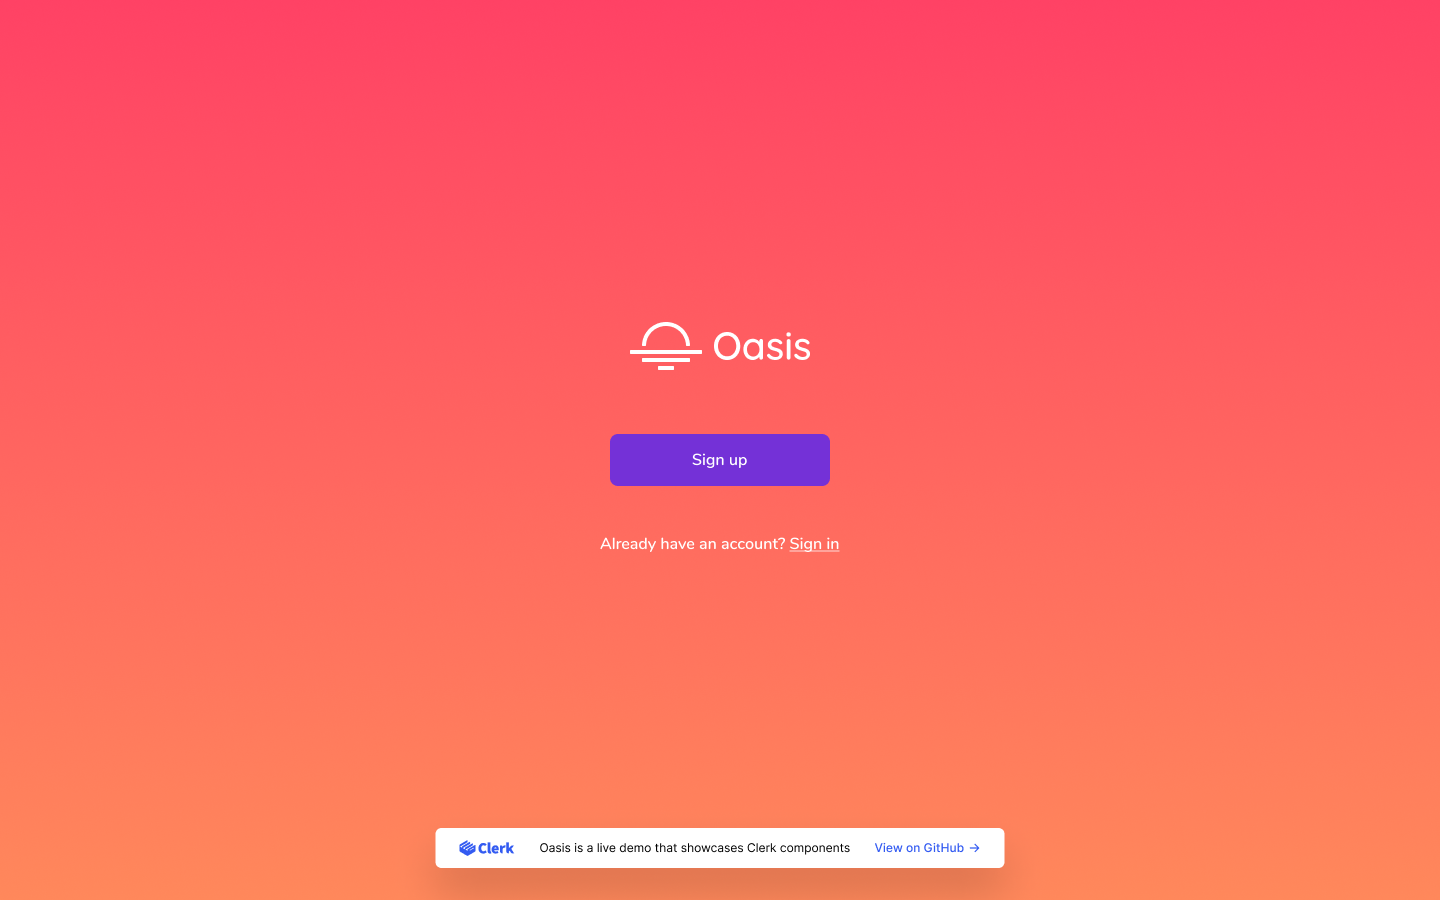 Oasis
Sign up
Already have an account? Sign in
Clerk Oasis is a live demo that showcases Clerk components View on GitHub →